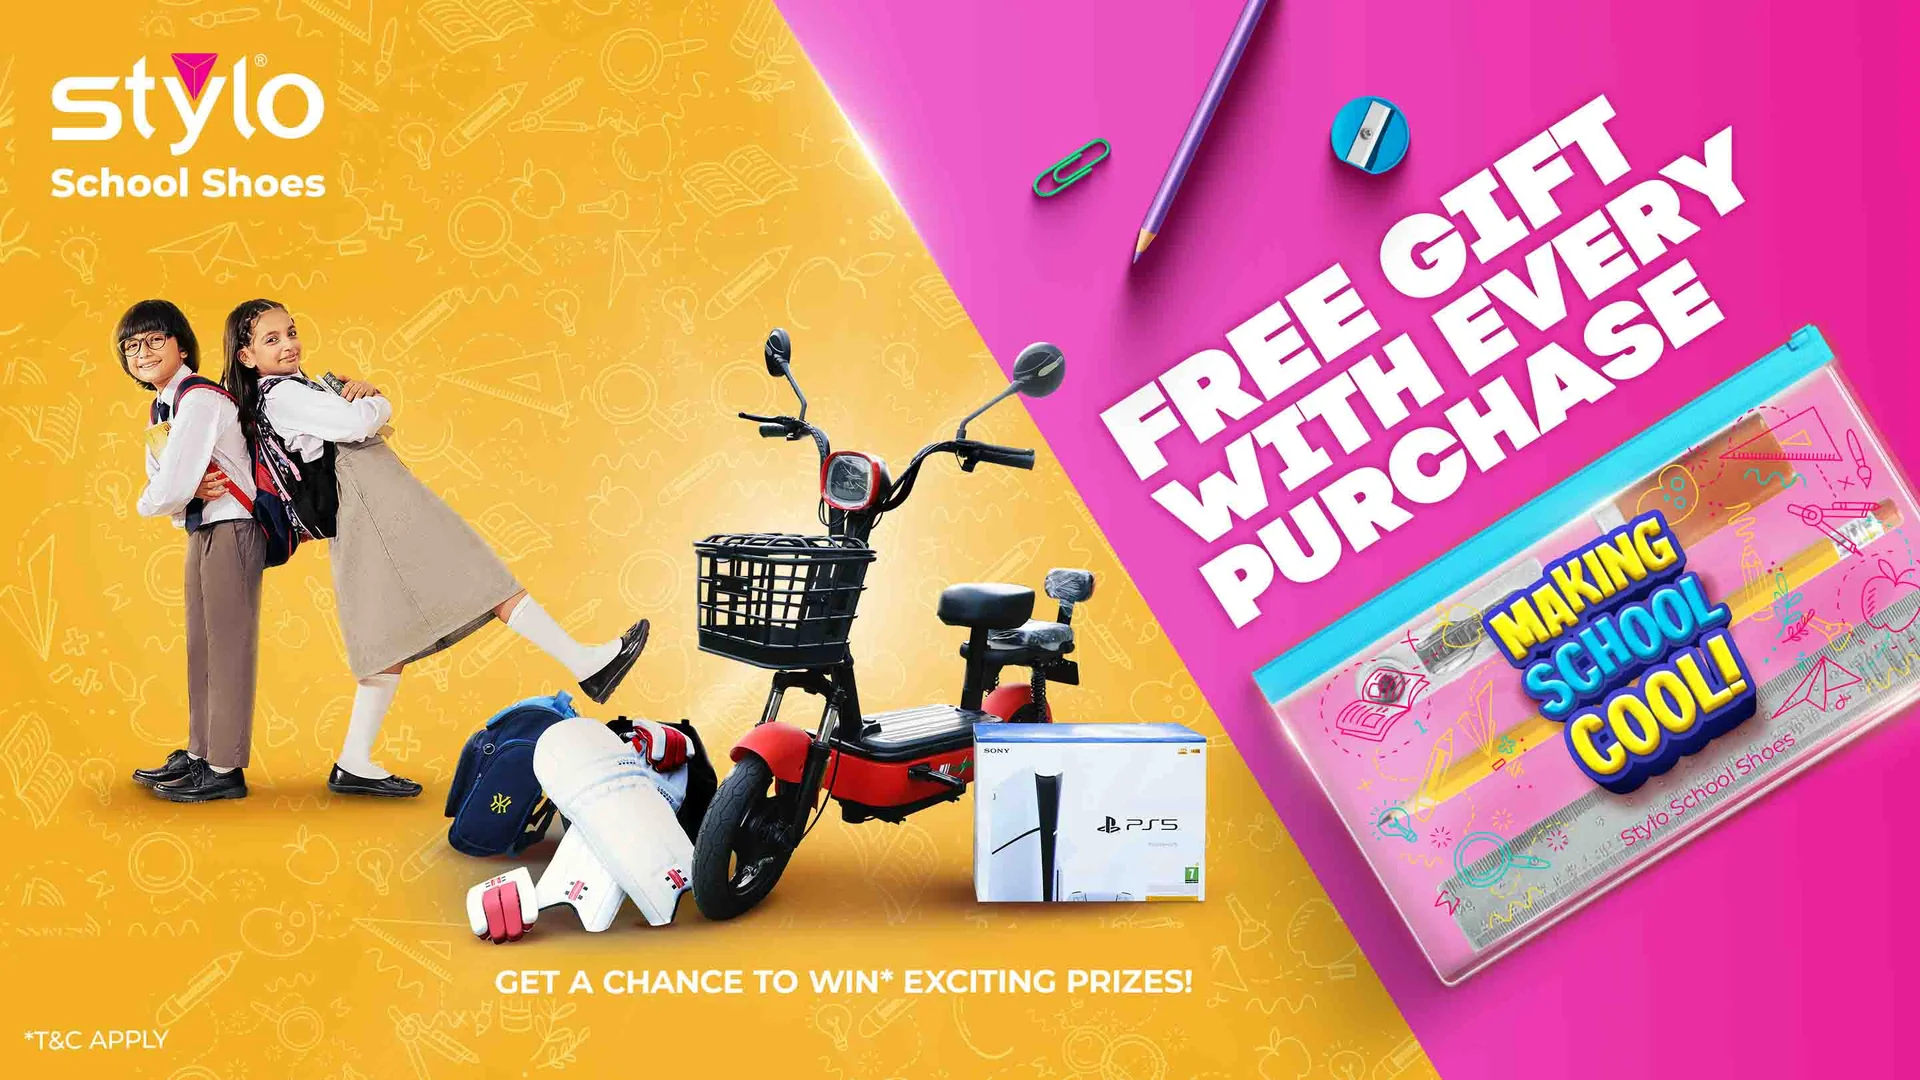 stylo®
School Shoes
FREE GIFT
WITH EVERY
PURCHASE
MAKING
SCHOOL
COOL!
Stylo School Shoes
SONY
PS5
7
GET A CHANCE TO WIN* EXCITING PRIZES!
*T&C APPLY